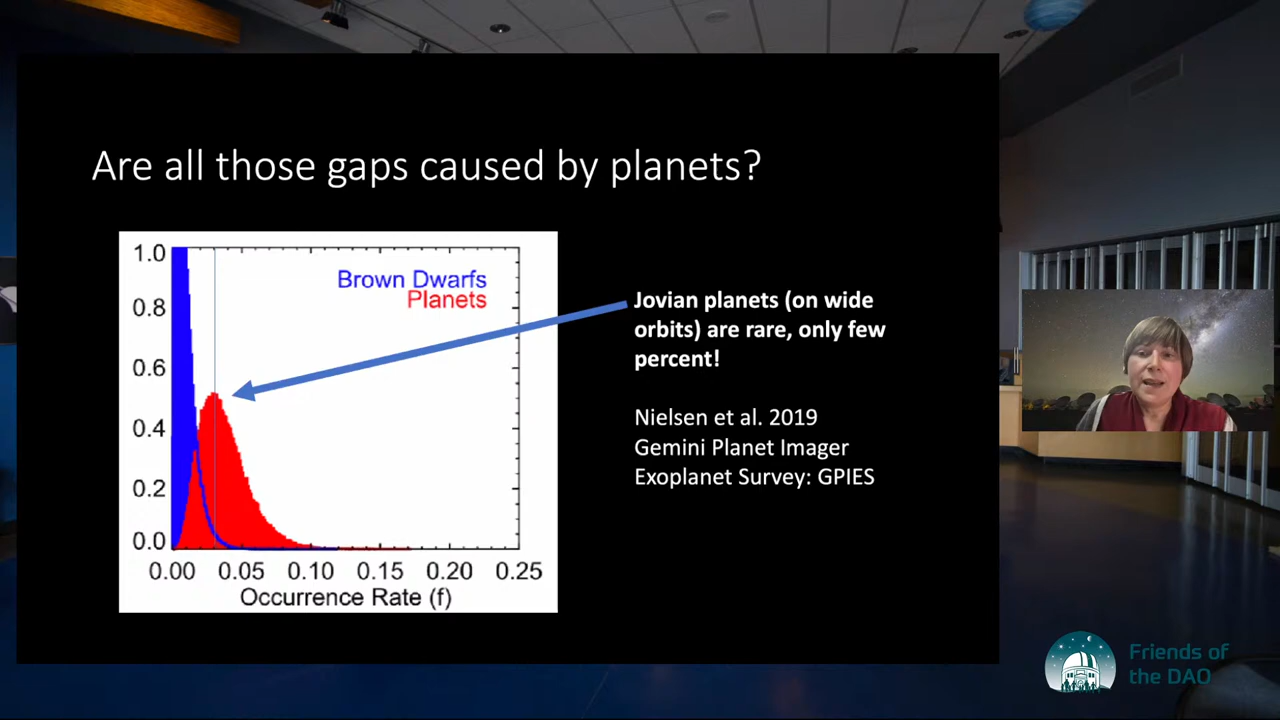 Are all those gaps caused by planets?
1.0
0.8
0.6
0.4
0.2
0.0
Brown Dwarfs
Planets
0.00 0.05 0.10 0.15 0.20 0.25
Occurrence Rate (f)
Jovian planets (on wide
orbits) are rare, only few
percent!
Nielsen et al. 2019
Gemini Planet Imager
Exoplanet Survey: GPIES
Friends of
the DAO